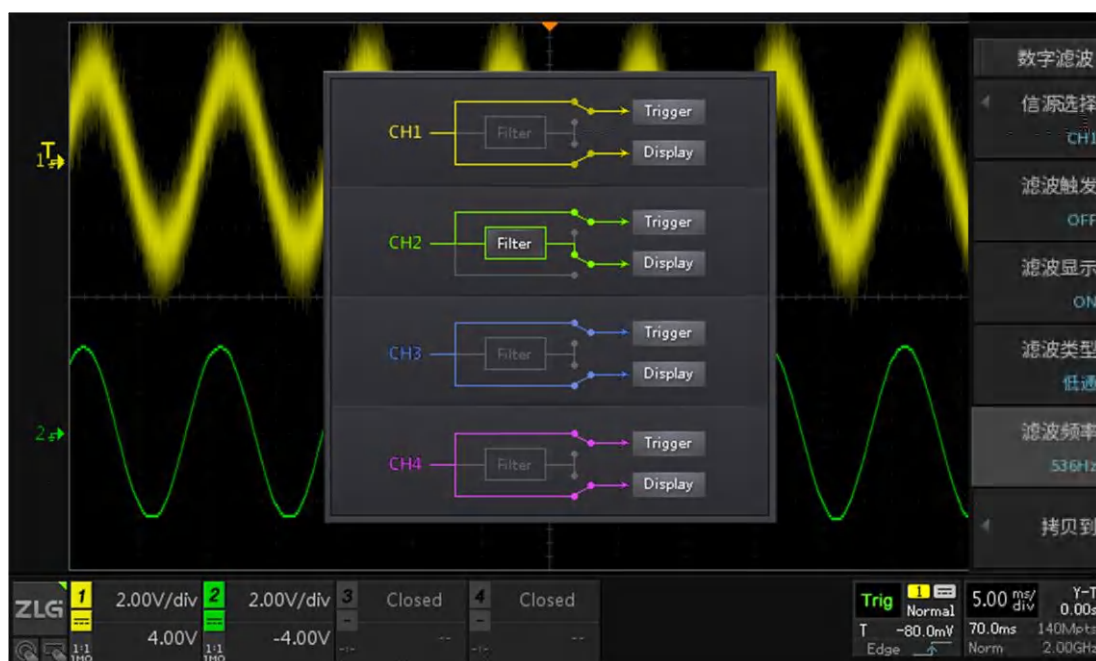 数字滤波
信源选择
CH1
滤波触发
OFF
滤波显示
ON
滤波类型
低通
滤波频率
536Hz
拷贝到
T
1
2
CH1 Filter Trigger
Display
CH2 Filter Trigger
Display
CH3 Filter Trigger
Display
CH4 Filter Trigger
Display
ZLG
1 2.00V/div
4.00V
1:1
1MΩ
2 2.00V/div
-4.00V
1:1
1MΩ
3 Closed
--
-:-
4 Closed
--
-:-
Trig 1 Normal
T -80.0mV
Edge
5.00 ms/div Y-T
0.00s
70.0ms 140Mpts
Norm 2.00GHz